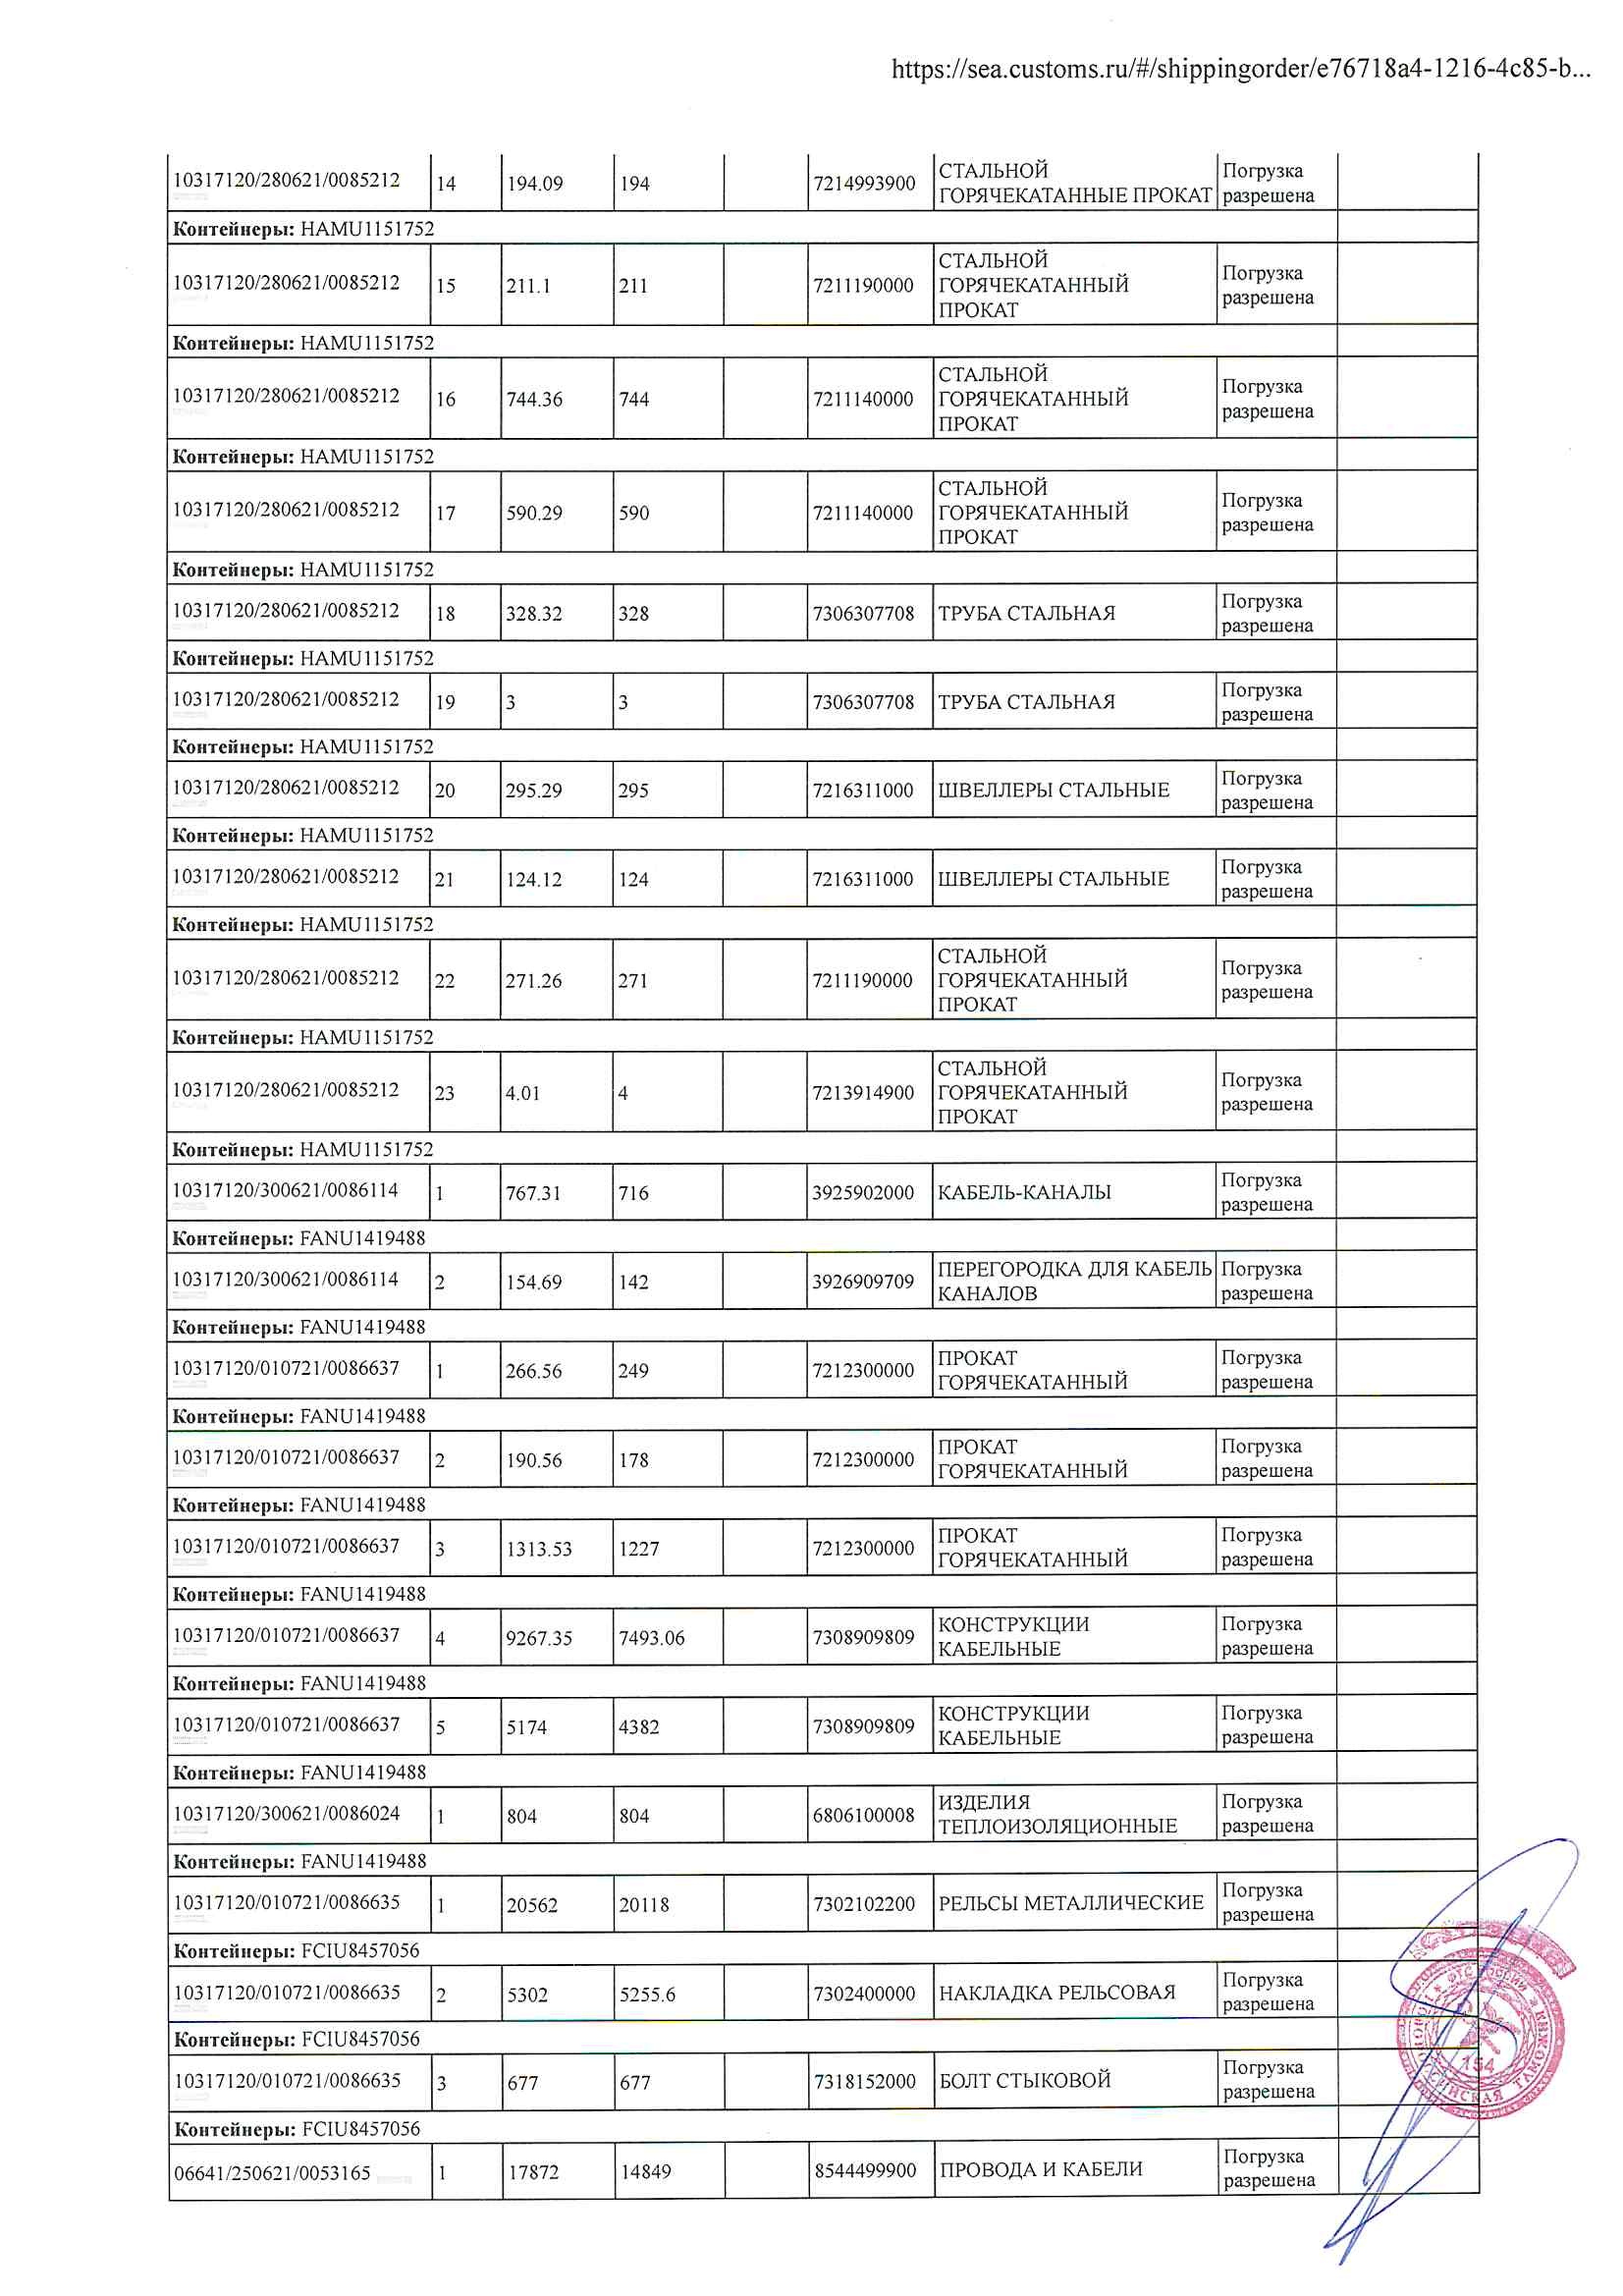 https://sea.customs.ru/#/shippingorder/e76718a4-1216-4c85-b...
10317120/280621/0085212 14 194.09 194 7214993900 СТАЛЬНОЙ ГОРЯЧЕКАТАННЫЕ ПРОКАТ Погрузка разрешена
Контейнеры: HAMU1151752
10317120/280621/0085212 15 211.1 211 7211190000 СТАЛЬНОЙ ГОРЯЧЕКАТАННЫЙ ПРОКАТ Погрузка разрешена
Контейнеры: HAMU1151752
10317120/280621/0085212 16 744.36 744 7211140000 СТАЛЬНОЙ ГОРЯЧЕКАТАННЫЙ ПРОКАТ Погрузка разрешена
Контейнеры: HAMU1151752
10317120/280621/0085212 17 590.29 590 7211140000 СТАЛЬНОЙ ГОРЯЧЕКАТАННЫЙ ПРОКАТ Погрузка разрешена
Контейнеры: HAMU1151752
10317120/280621/0085212 18 328.32 328 7306307708 ТРУБА СТАЛЬНАЯ Погрузка разрешена
Контейнеры: HAMU1151752
10317120/280621/0085212 19 3 3 7306307708 ТРУБА СТАЛЬНАЯ Погрузка разрешена
Контейнеры: HAMU1151752
10317120/280621/0085212 20 295.29 295 7216311000 ШВЕЛЛЕРЫ СТАЛЬНЫЕ Погрузка разрешена
Контейнеры: HAMU1151752
10317120/280621/0085212 21 124.12 124 7216311000 ШВЕЛЛЕРЫ СТАЛЬНЫЕ Погрузка разрешена
Контейнеры: HAMU1151752
10317120/280621/0085212 22 271.26 271 7211190000 СТАЛЬНОЙ ГОРЯЧЕКАТАННЫЙ ПРОКАТ Погрузка разрешена
Контейнеры: HAMU1151752
10317120/280621/0085212 23 4.01 4 7213914900 СТАЛЬНОЙ ГОРЯЧЕКАТАННЫЙ ПРОКАТ Погрузка разрешена
Контейнеры: HAMU1151752
10317120/300621/0086114 1 767.31 716 3925902000 КАБЕЛЬ-КАНАЛЫ Погрузка разрешена
Контейнеры: FANU1419488
10317120/300621/0086114 2 154.69 142 3926909709 ПЕРЕГОРОДКА ДЛЯ КАБЕЛЬ КАНАЛОВ Погрузка разрешена
Контейнеры: FANU1419488
10317120/010721/0086637 1 266.56 249 7212300000 ПРОКАТ ГОРЯЧЕКАТАННЫЙ Погрузка разрешена
Контейнеры: FANU1419488
10317120/010721/0086637 2 190.56 178 7212300000 ПРОКАТ ГОРЯЧЕКАТАННЫЙ Погрузка разрешена
Контейнеры: FANU1419488
10317120/010721/0086637 3 1313.53 1227 7212300000 ПРОКАТ ГОРЯЧЕКАТАННЫЙ Погрузка разрешена
Контейнеры: FANU1419488
10317120/010721/0086637 4 9267.35 7493.06 7308909809 КОНСТРУКЦИИ КАБЕЛЬНЫЕ Погрузка разрешена
Контейнеры: FANU1419488
10317120/010721/0086637 5 5174 4382 7308909809 КОНСТРУКЦИИ КАБЕЛЬНЫЕ Погрузка разрешена
Контейнеры: FANU1419488
10317120/300621/0086024 1 804 804 6806100008 ИЗДЕЛИЯ ТЕПЛОИЗОЛЯЦИОННЫЕ Погрузка разрешена
Контейнеры: FANU1419488
10317120/010721/0086635 1 20562 20118 7302102200 РЕЛЬСЫ МЕТАЛЛИЧЕСКИЕ Погрузка разрешена
Контейнеры: FCIU8457056
10317120/010721/0086635 2 5302 5255.6 7302400000 НАКЛАДКА РЕЛЬСОВАЯ Погрузка разрешена
Контейнеры: FCIU8457056
10317120/010721/0086635 3 677 677 7318152000 БОЛТ СТЫКОВОЙ Погрузка разрешена
Контейнеры: FCIU8457056
06641/250621/0053165 1 17872 14849 8544499900 ПРОВОДА И КАБЕЛИ Погрузка разрешена
154